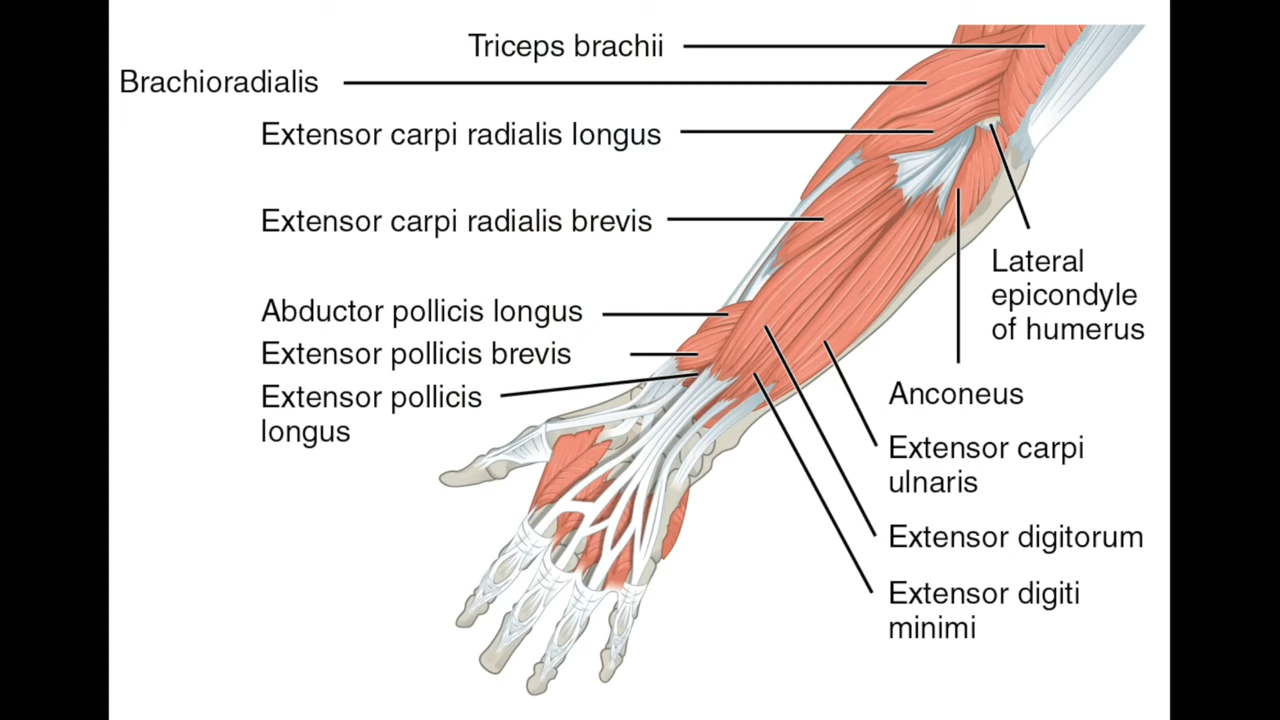 Triceps brachii
Brachioradialis
Extensor carpi radialis longus
Extensor carpi radialis brevis
Abductor pollicis longus
Extensor pollicis brevis
Extensor pollicis
longus
Lateral
epicondyle
of humerus
Anconeus
Extensor carpi
ulnaris
Extensor digitorum
Extensor digiti
minimi